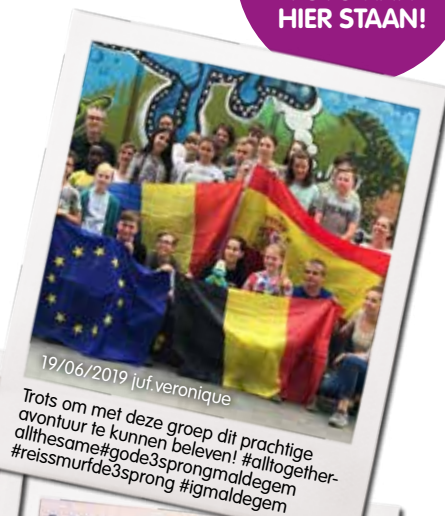 HIER STAAN!
19/06/2019 juf.veronique
Trots om met deze groep dit prachtige
avontuur te kunnen beleven! #alltogether-
allthesame#gode3sprongmaldegem
#reissmurfde3sprong #igmaldegem